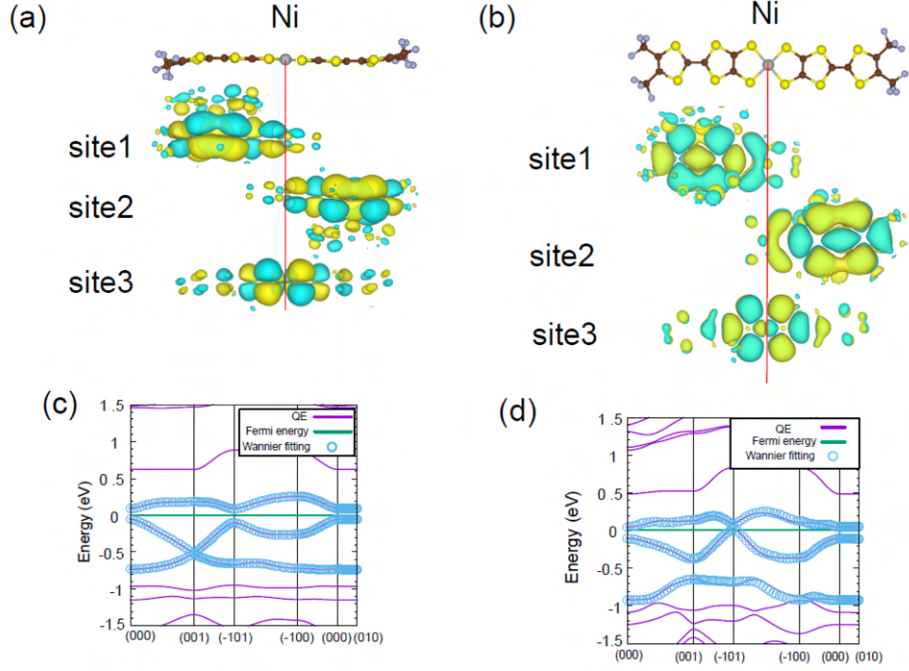 (a)
Ni
site1
site2
site3
(b)
Ni
site1
site2
site3
(c)
1.5
1
0.5
0
-0.5
-1
-1.5
Energy (eV)
QE
Fermi energy
Wannier fitting
(000)
(001)
(-101)
(-100)
(000)
(010)
(d)
1.5
1
0.5
0
-0.5
-1
-1.5
Energy (eV)
QE
Fermi energy
Wannier fitting
(000)
(001)
(-101)
(-100)
(000)
(010)